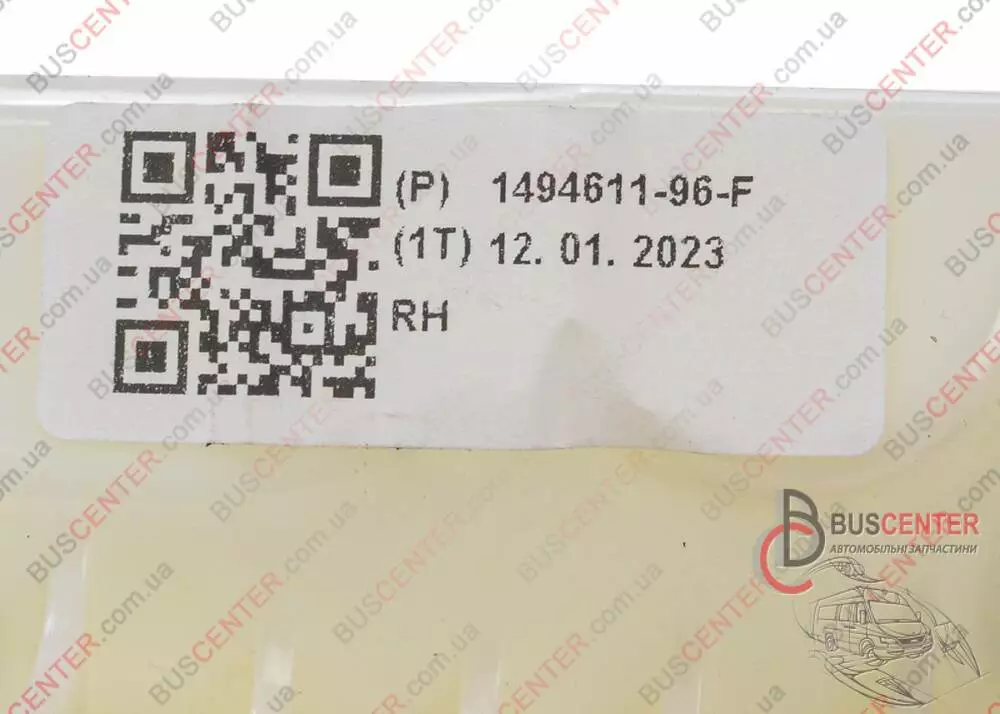 (P) 1494611-96-F
(1T) 12. 01. 2023
RH
BUSCENTER
АВТОМОБІЛЬНІ ЗАПЧАСТИНИ
BUSCENTER.com.ua